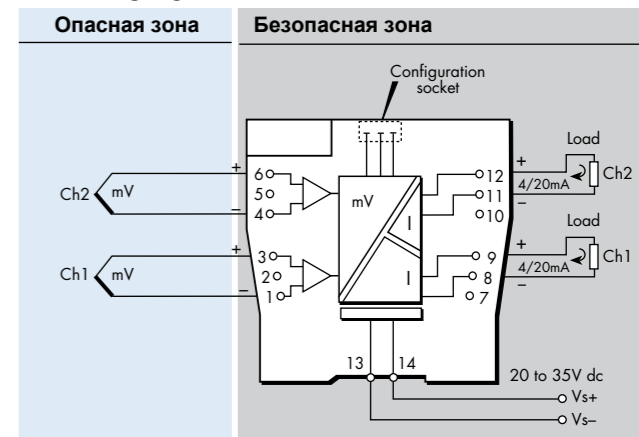 Опасная зона
Безопасная зона
Configuration
socket
Load
+
6
+
12
Ch2
Ch2
mV
5
mV
I
11
4/20mA
–
4
10
–
Load
+
3
+
9
Ch1
Ch1
mV
2
I
8
4/20mA
–
1
7
–
13
14
20 to 35V dc
Vs+
Vs–